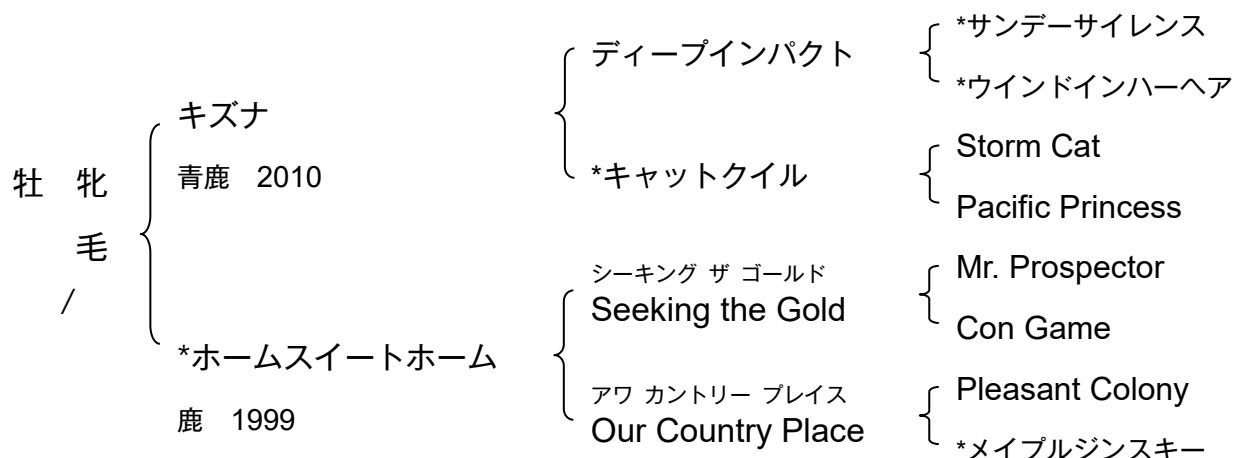 牡 牝
毛
/
キズナ
青鹿 2010
*ホームスイートホーム
鹿 1999
ディープインパクト
*キャットクイル
シーキング ザ ゴールド
Seeking the Gold
アワ カントリー プレイス
Our Country Place
*サンデーサイレンス
*ウインドインハーヘア
Storm Cat
Pacific Princess
Mr. Prospector
Con Game
Pleasant Colony
*メイプルジンスキー